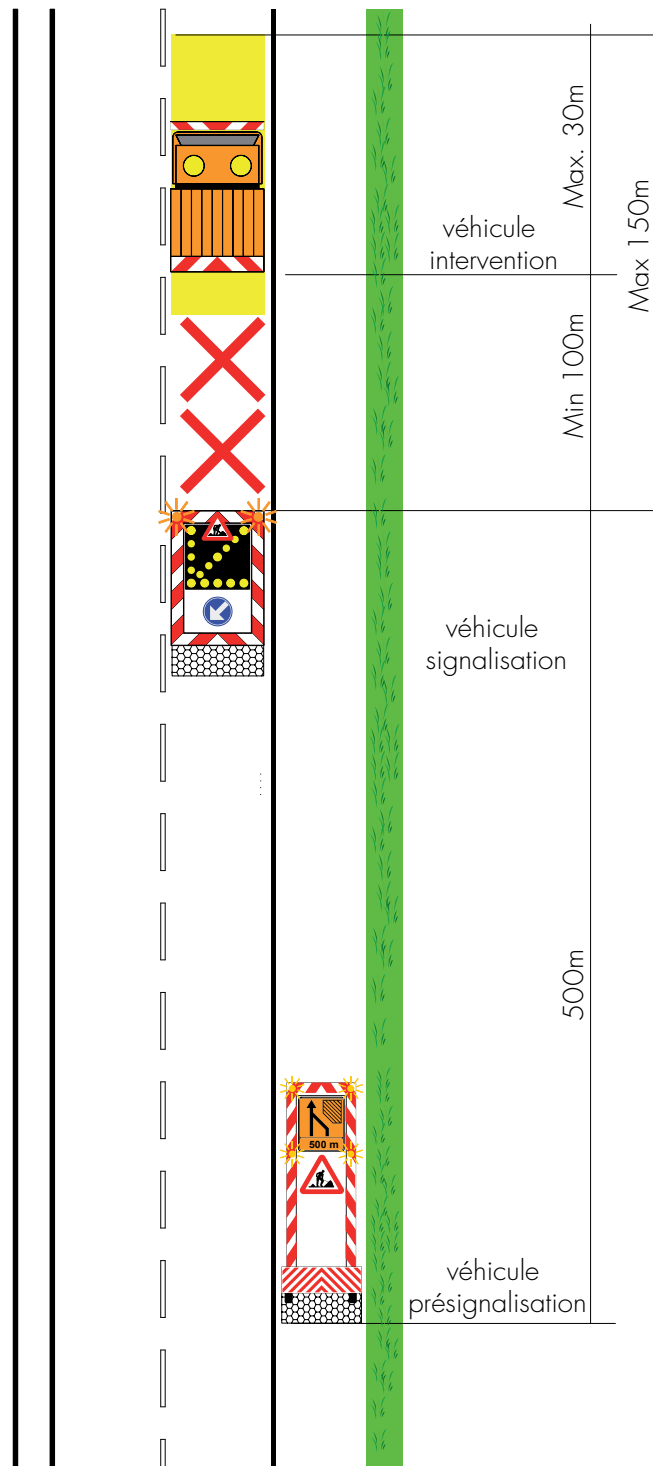 Max. 30m
Max 150m
véhicule
intervention
Min 100m
véhicule
signalisation
500m
500 m
véhicule
présignalisation